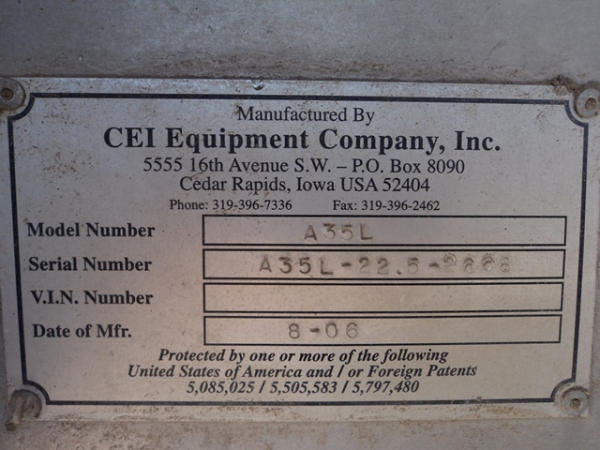 Manufactured By
CEI Equipment Company, Inc.
5555 16th Avenue S.W. – P.O. Box 8090
Cedar Rapids, Iowa USA 52404
Phone: 319-396-7336 Fax: 319-396-2462
Model Number A35L
Serial Number
V.I.N. Number
Date of Mfr. 8-06
Protected by one or more of the following
United States of America and / or Foreign Patents
5,085,025 / 5,505,583 / 5,797,480